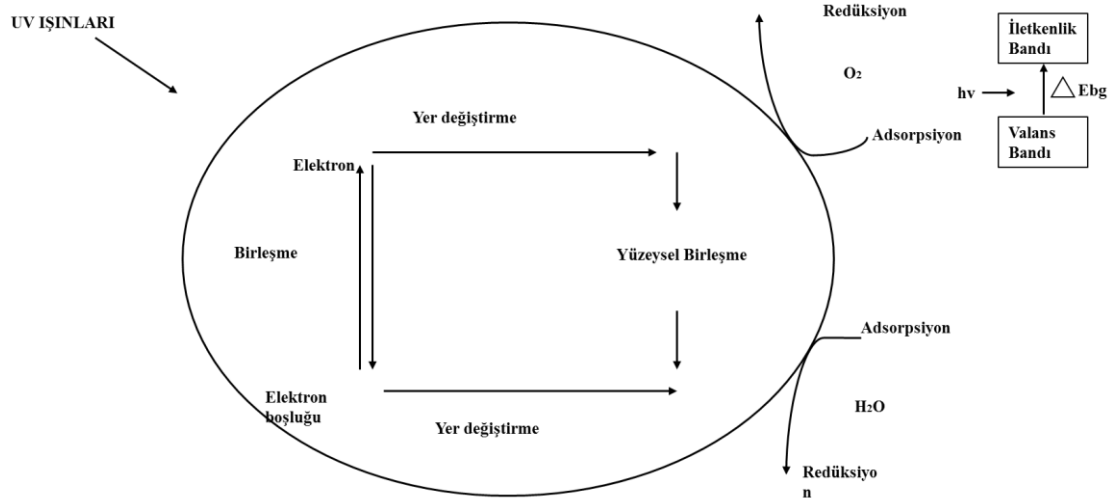 UV IŞINLARI
Redüksiyon
İletkenlik
Bandı
O2
hv
Ebg
Yer değiştirme
Adsorpsiyon
Valans
Bandı
Elektron
Birleşme
Yüzeysel Birleşme
Adsorpsiyon
Elektron
boşluğu
H2O
Yer değiştirme
Redüksiyo
n